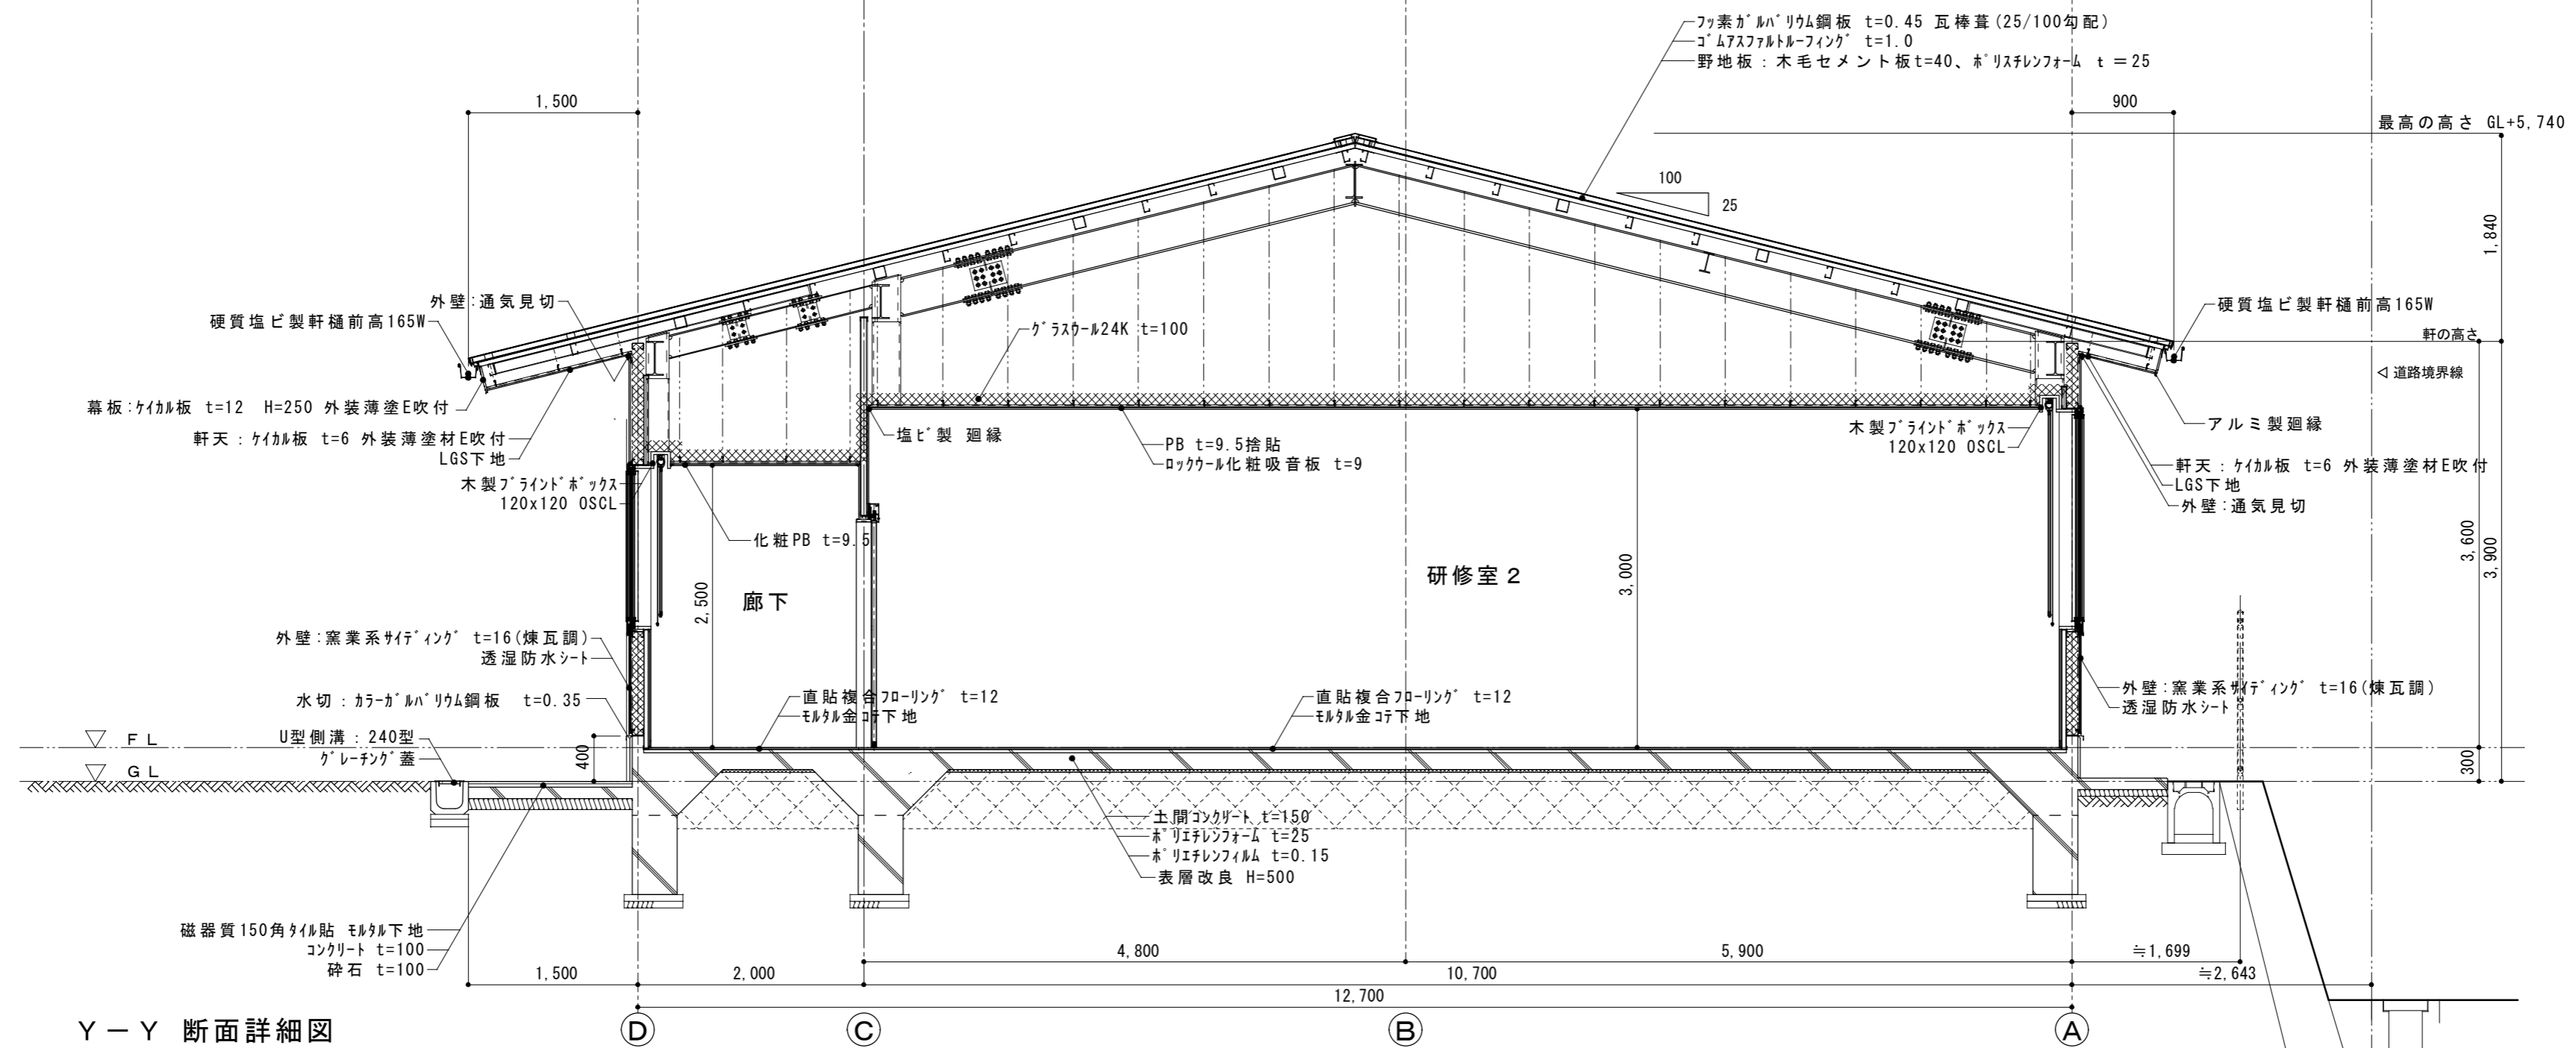 フッ素ｶﾞﾙﾊﾞﾘｳﾑ鋼板 t=0.45 瓦棒葺(25/100勾配)
ｺﾞﾑｱｽﾌｧﾙﾄﾙｰﾌｨﾝｸﾞ t=1.0
野地板：木毛セメント板t=40、ﾎﾟﾘｽﾁﾚﾝﾌｫｰﾑ ｔ＝25
1,500
900
最高の高さ GL+5,740
100
25
1,840
外壁:通気見切
硬質塩ビ製軒樋前高165W
ｸﾞﾗｽｳｰﾙ24K t=100
硬質塩ビ製軒樋前高165W
軒の高さ
◁ 道路境界線
幕板:ｹｲｶﾙ板 t=12 H=250 外装薄塗E吹付
軒天：ｹｲｶﾙ板 t=6 外装薄塗材E吹付
LGS下地
塩ビ製 廻縁
PB t=9.5捨貼
ﾛｯｸｳｰﾙ化粧吸音板 t=9
木製ﾌﾞﾗｲﾝﾄﾞﾎﾞｯｸｽ
120x120 OSCL
アルミ製廻縁
木製ﾌﾞﾗｲﾝﾄﾞﾎﾞｯｸｽ
120x120 OSCL
軒天：ｹｲｶﾙ板 t=6 外装薄塗材E吹付
LGS下地
外壁:通気見切
化粧PB t=9.5
3,600
3,900
2,500
廊下
研修室２
3,000
外壁:窯業系ｻｲﾃﾞｨﾝｸﾞ t=16(煉瓦調)
透湿防水ｼｰﾄ
水切：ｶﾗｰｶﾞﾙﾊﾞﾘｳﾑ鋼板 t=0.35
直貼複合ﾌﾛｰﾘﾝｸﾞ t=12
ﾓﾙﾀﾙ金ｺﾃ下地
直貼複合ﾌﾛｰﾘﾝｸﾞ t=12
ﾓﾙﾀﾙ金ｺﾃ下地
外壁:窯業系ｻｲﾃﾞｨﾝｸﾞ t=16(煉瓦調)
透湿防水ｼｰﾄ
ＦＬ
ＧＬ
U型側溝：240型
ｸﾞﾚｰﾁﾝｸﾞ蓋
400
300
土間ｺﾝｸﾘｰﾄ t=150
ﾎﾟﾘｴﾁﾚﾝﾌｫｰﾑ t=25
ﾎﾟﾘｴﾁﾚﾝﾌｨﾙﾑ t=0.15
表層改良 H=500
磁器質150角ﾀｲﾙ貼 ﾓﾙﾀﾙ下地
ｺﾝｸﾘｰﾄ t=100
砕石 t=100
4,800
5,900
≒1,699
1,500
2,000
10,700
≒2,643
12,700
Ｙ－Ｙ 断面詳細図
D
C
B
A